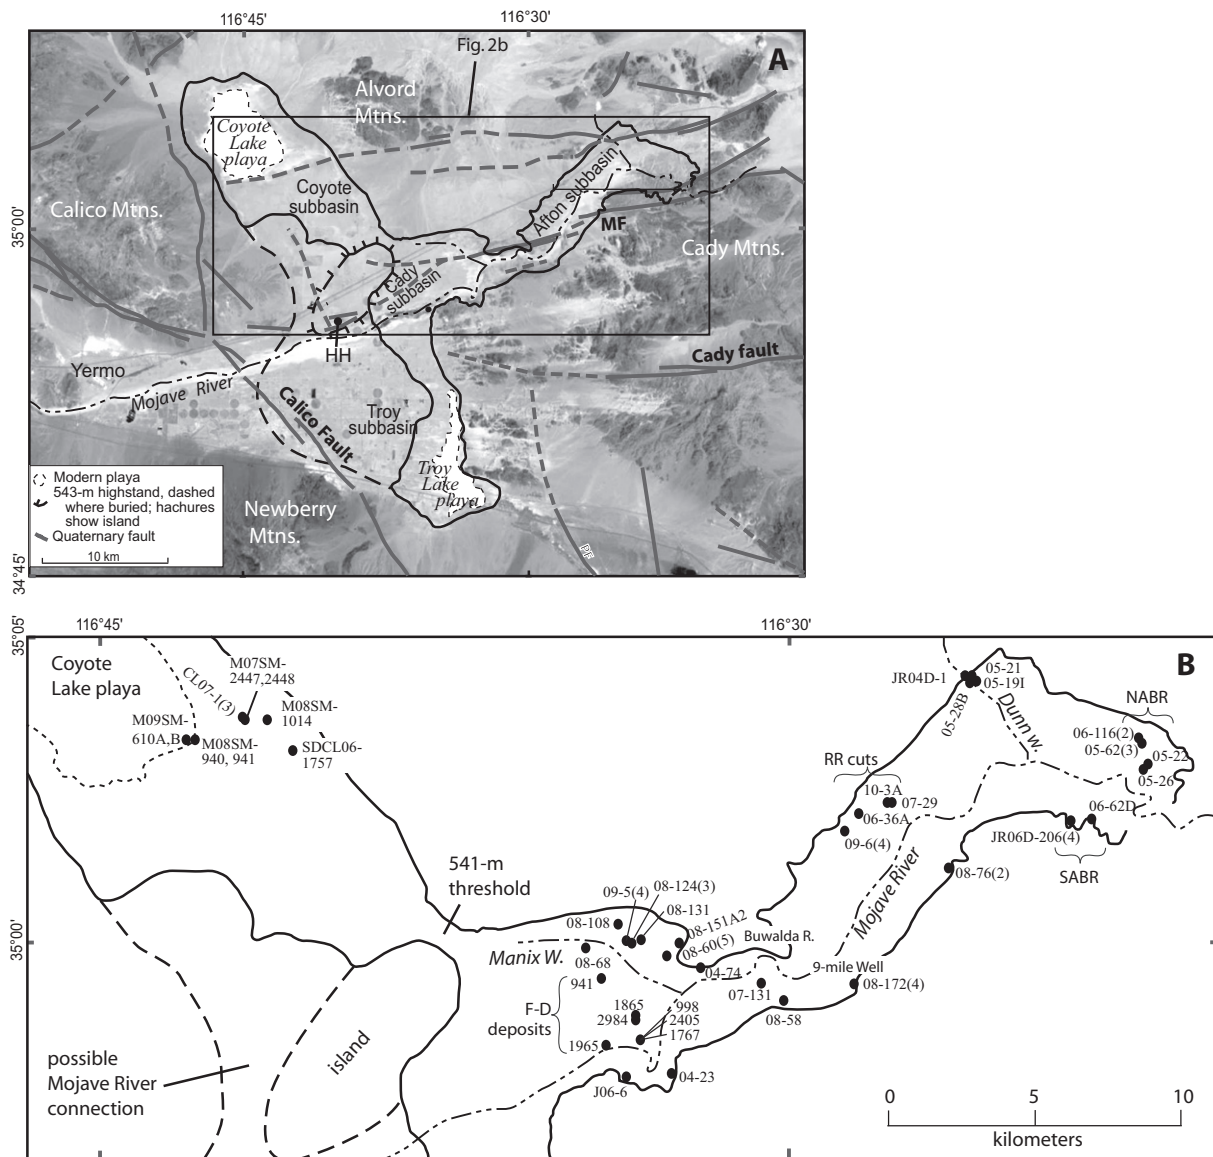 116°45'
116°30'
Fig. 2b
A
Alvord
Mtns.
Coyote
Lake
playa
Coyote
subbasin
Afton subbasin
Calico Mtns.
35°00'
MF
Cady Mtns.
Cady
subbasin
HH
Cady fault
Yermo
Mojave River
Calico Fault
Troy
subbasin
Troy
Lake
playa
Newberry
Mtns.
PF
Modern playa
543-m highstand, dashed
where buried; hachures
show island
Quaternary fault
10 km
34°45'
116°45'
116°30'
35°05'
B
Coyote
Lake playa
CL07-1(3)
M07SM-
2447,2448
M08SM-
1014
M09SM-
610A,B
M08SM-
940, 941
SDCL06-
1757
JR04D-1
05-21
05-19I
05-28B
Dunn w.
NABR
06-116(2)
05-62(3)
05-22
05-26
RR cuts
10-3A
07-29
06-36A
09-6(4)
06-62D
JR06D-206(4)
SABR
08-76(2)
Mojave River
541-m
threshold
09-5(4)
08-124(3)
08-131
08-108
08-151A2
08-60(5)
Buwalda R.
35°00'
Manix W.
08-68
04-74
9-mile Well
08-172(4)
941
07-131
08-58
F-D
deposits
1865
2984
998
2405
1767
1965
04-23
J06-6
island
possible
Mojave River
connection
0
5
10
kilometers